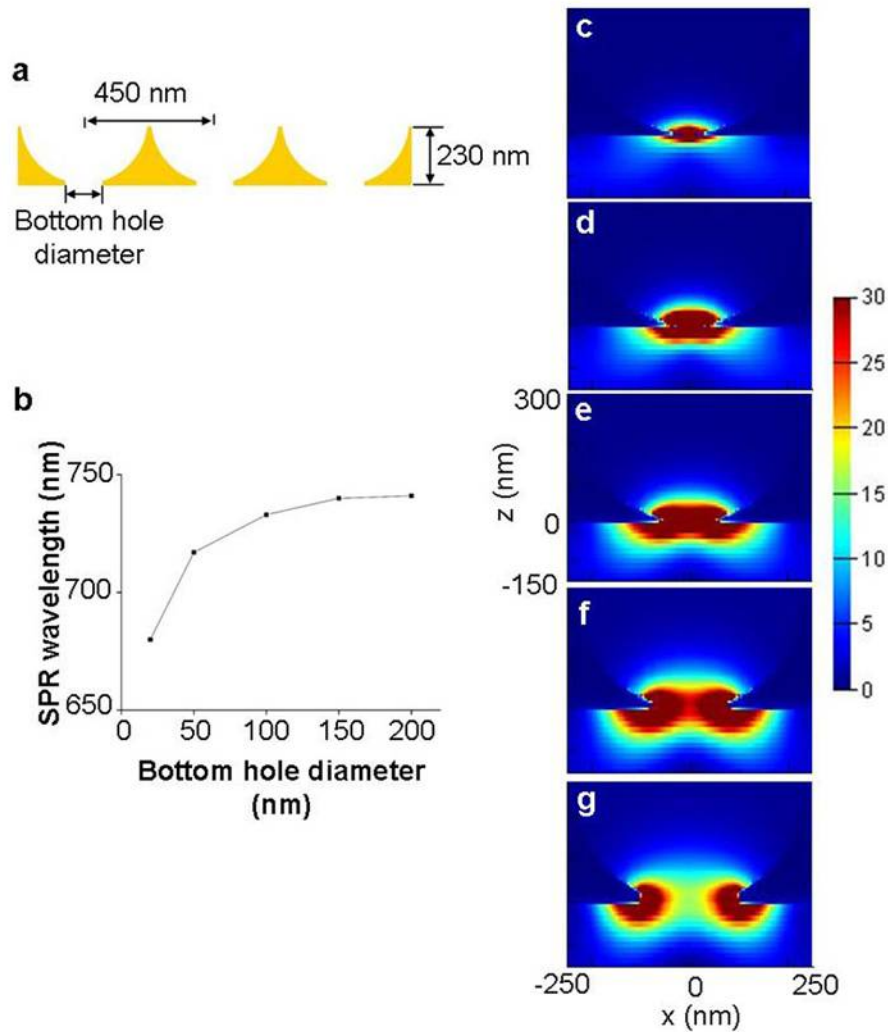 a
450 nm
230 nm
Bottom hole
diameter
b
SPR wavelength (nm)
750
700
650
0 50 100 150 200
Bottom hole diameter
(nm)
c
d
e
300
0
-150
z (nm)
f
g
-250 0 250
x (nm)
30
25
20
15
10
5
0